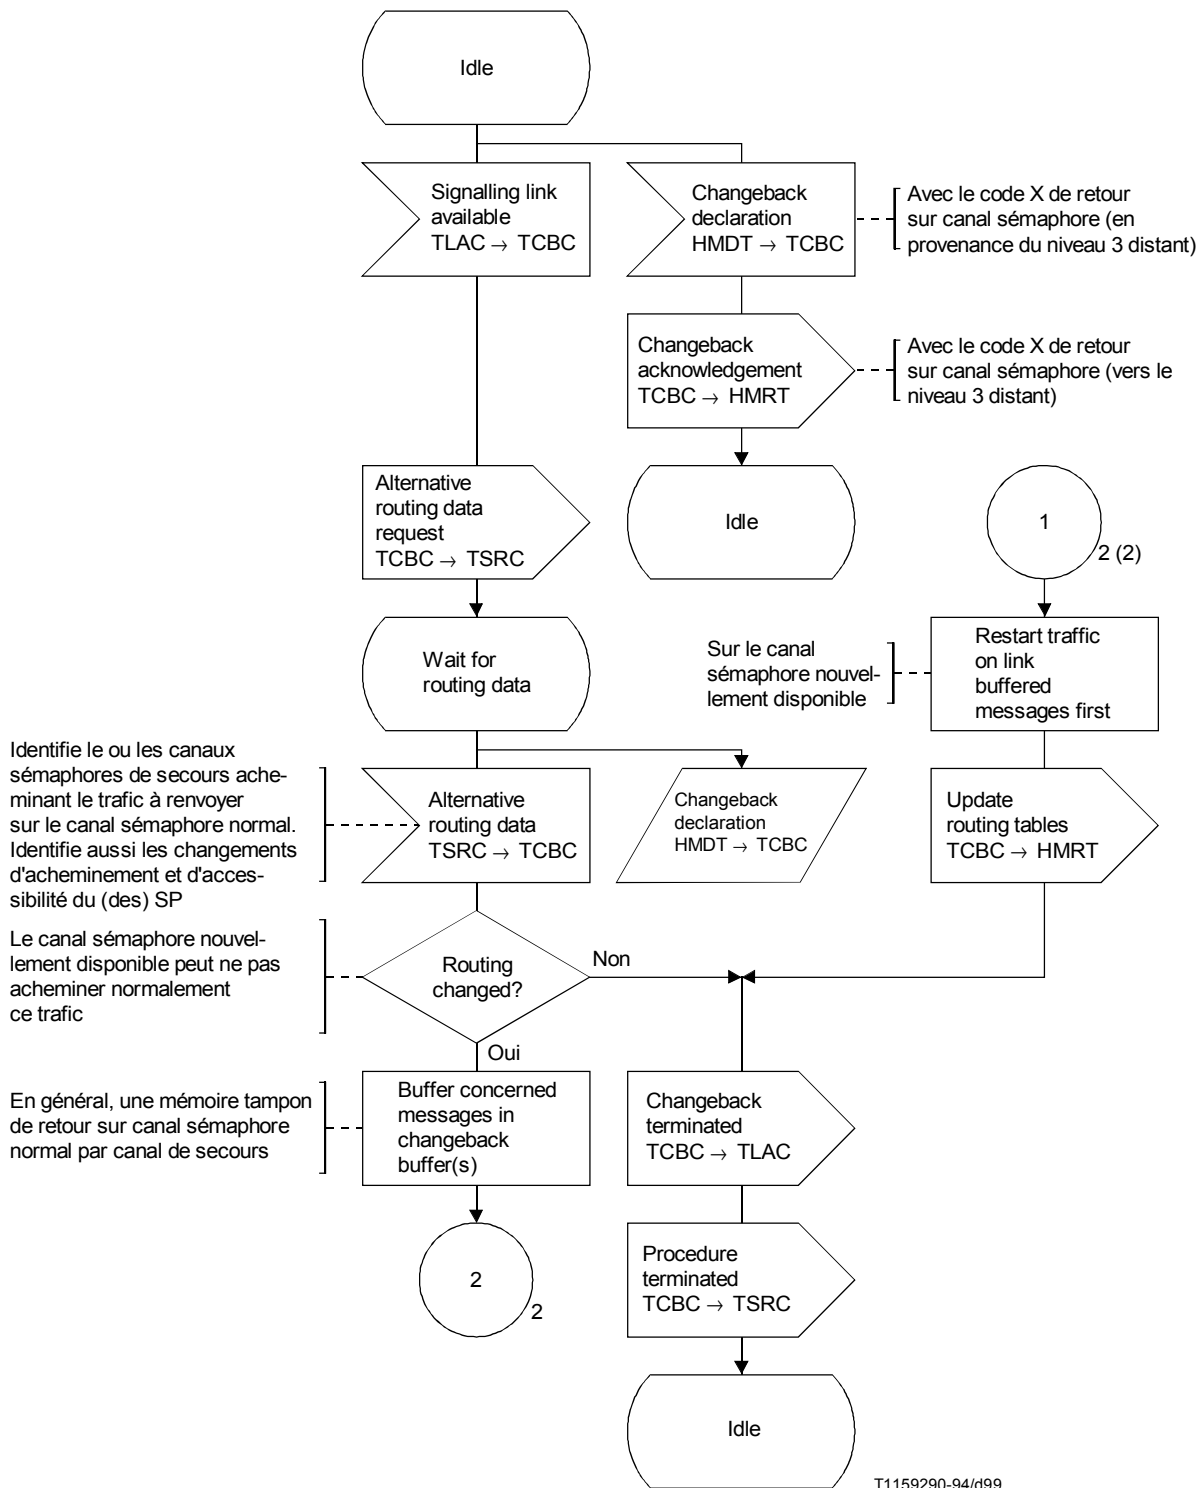 Idle
Signalling link
available
TLAC → TCBC
Changeback
declaration
HMDT → TCBC
Avec le code X de retour
sur canal sémaphore (en
provenance du niveau 3 distant)
Changeback
acknowledgement
TCBC → HMRT
Avec le code X de retour
sur canal sémaphore (vers le
niveau 3 distant)
Alternative
routing data
request
TCBC → TSRC
Idle
1
2 (2)
Wait for
routing data
Sur le canal
sémaphore nouvel-
lement disponible
Restart traffic
on link
buffered
messages first
Identifie le ou les canaux
sémaphores de secours ache-
minant le trafic à renvoyer
sur le canal sémaphore normal.
Identifie aussi les changements
d'acheminement et d'acces-
sibilité du (des) SP
Alternative
routing data
TSRC → TCBC
Changeback
declaration
HMDT → TCBC
Update
routing tables
TCBC → HMRT
Le canal sémaphore nouvel-
lement disponible peut ne pas
acheminer normalement
ce trafic
Routing
changed?
Non
Oui
En général, une mémoire tampon
de retour sur canal sémaphore
normal par canal de secours
Buffer concerned
messages in
changeback
buffer(s)
Changeback
terminated
TCBC → TLAC
2
2
Procedure
terminated
TCBC → TSRC
Idle
T1159290-94/d99